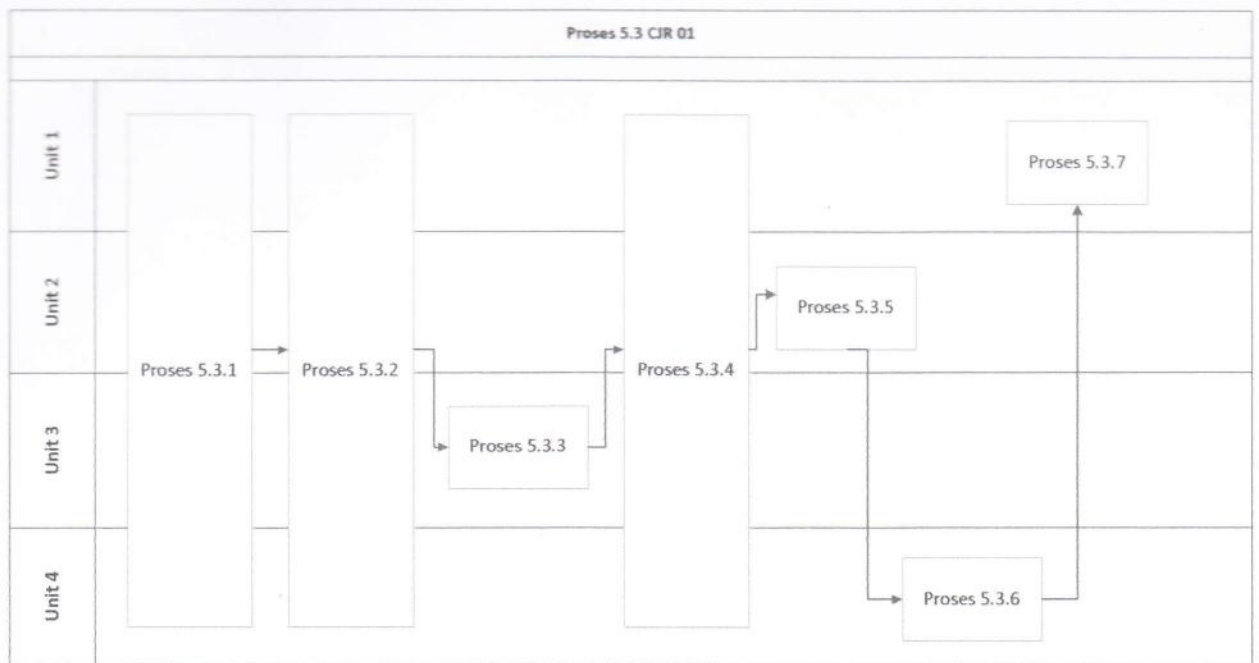 Proses 5.3 CJR 01
Unit 1
Proses 5.3.7
Unit 2
Proses 5.3.5
Proses 5.3.1
Proses 5.3.2
Proses 5.3.4
Unit 3
Proses 5.3.3
Unit 4
Proses 5.3.6